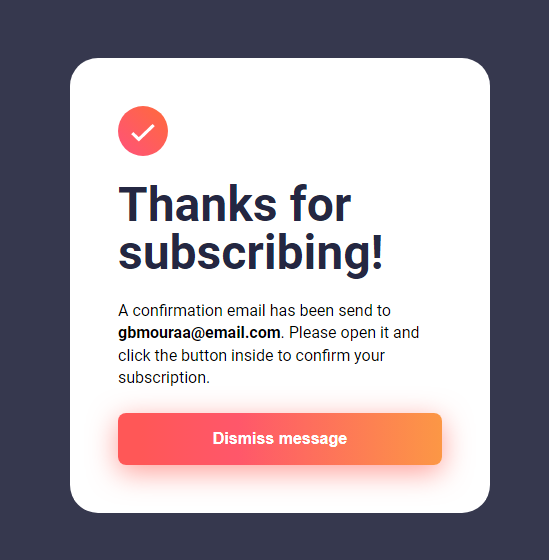 Thanks for
subscribing!
A confirmation email has been send to
gbmouraa@email.com. Please open it and
click the button inside to confirm your
subscription.
Dismiss message